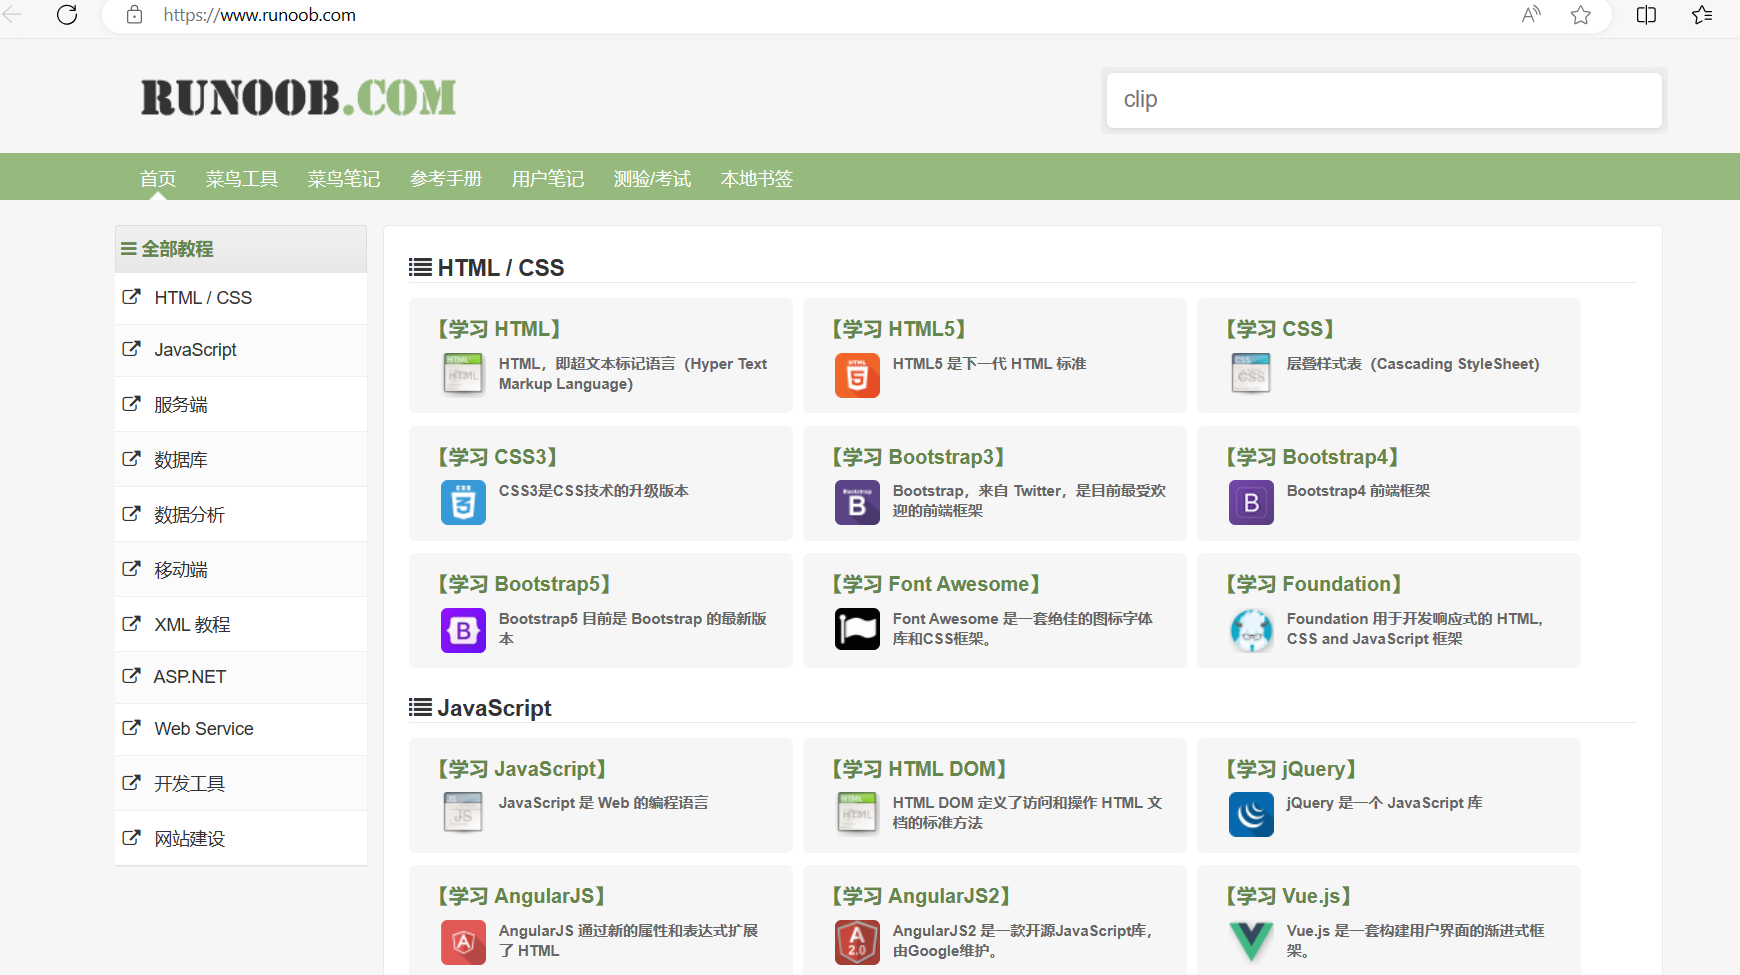 https://www.runoob.com
RUNOOB.COM
clip
首页 菜鸟工具 菜鸟笔记 参考手册 用户笔记 测验/考试 本地书签
全部教程
HTML / CSS
JavaScript
服务端
数据库
数据分析
移动端
XML 教程
ASP.NET
Web Service
开发工具
网站建设
HTML / CSS
【学习 HTML】
HTML
HTML
HTML，即超文本标记语言（Hyper Text
Markup Language）
【学习 HTML5】
HTML
5
HTML5 是下一代 HTML 标准
【学习 CSS】
CSS
CSS
层叠样式表（Cascading StyleSheet)
【学习 CSS3】
CSS
3
CSS3是CSS技术的升级版本
【学习 Bootstrap3】
Bootstrap
B
Bootstrap，来自 Twitter，是目前最受欢
迎的前端框架
【学习 Bootstrap4】
B
Bootstrap4 前端框架
【学习 Bootstrap5】
B
Bootstrap5 目前是 Bootstrap 的最新版
本
【学习 Font Awesome】
Font Awesome 是一套绝佳的图标字体
库和CSS框架。
【学习 Foundation】
Foundation 用于开发响应式的 HTML,
CSS and JavaScript 框架
JavaScript
【学习 JavaScript】
JS
JS
JavaScript 是 Web 的编程语言
【学习 HTML DOM】
HTML
HTML
HTML DOM 定义了访问和操作 HTML 文
档的标准方法
【学习 jQuery】
jQuery 是一个 JavaScript 库
【学习 AngularJS】
A
AngularJS 通过新的属性和表达式扩展
了 HTML
【学习 AngularJS2】
A
2.0
AngularJS2 是一款开源JavaScript库，
由Google维护。
【学习 Vue.js】
Vue.js 是一套构建用户界面的渐进式框
架。